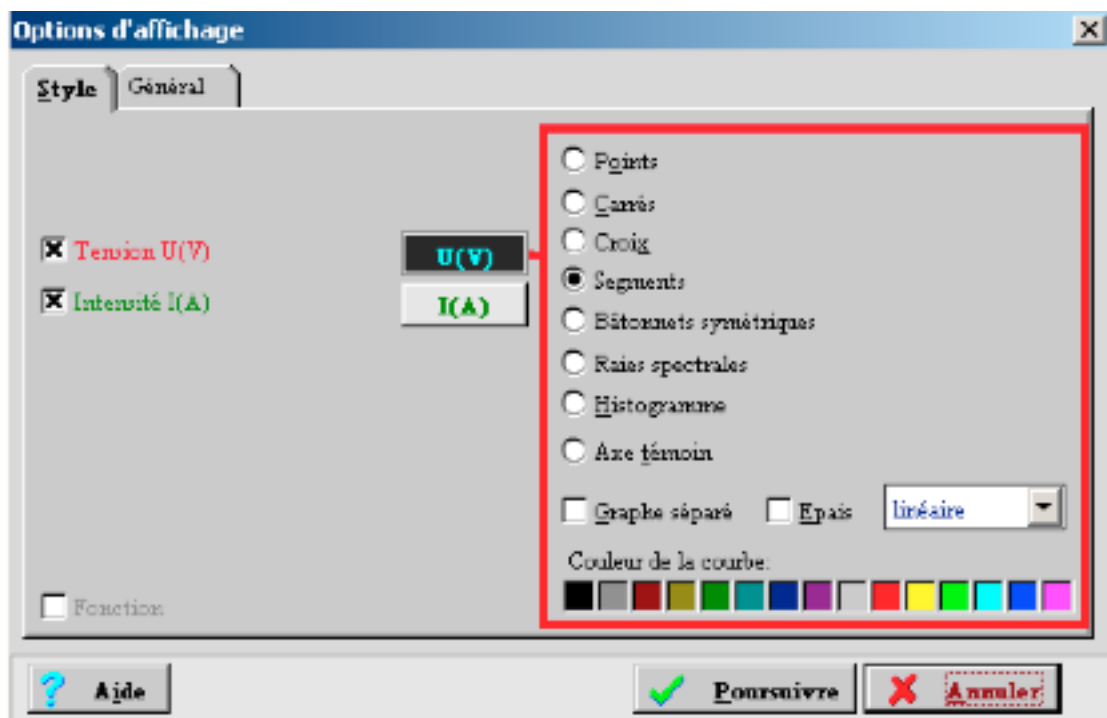 Options d'affichage
Style Général
Points
Carrés
Tension U(V) U(V) Croix
Segments
Intensité I(A) I(A)
Bâtonnets symétriques
Raies spectrales
Histogramme
Axe témoin
Graphe séparé Epais linéaire
Couleur de la courbe:
Fonction
? Aide Poursuivre Annuler